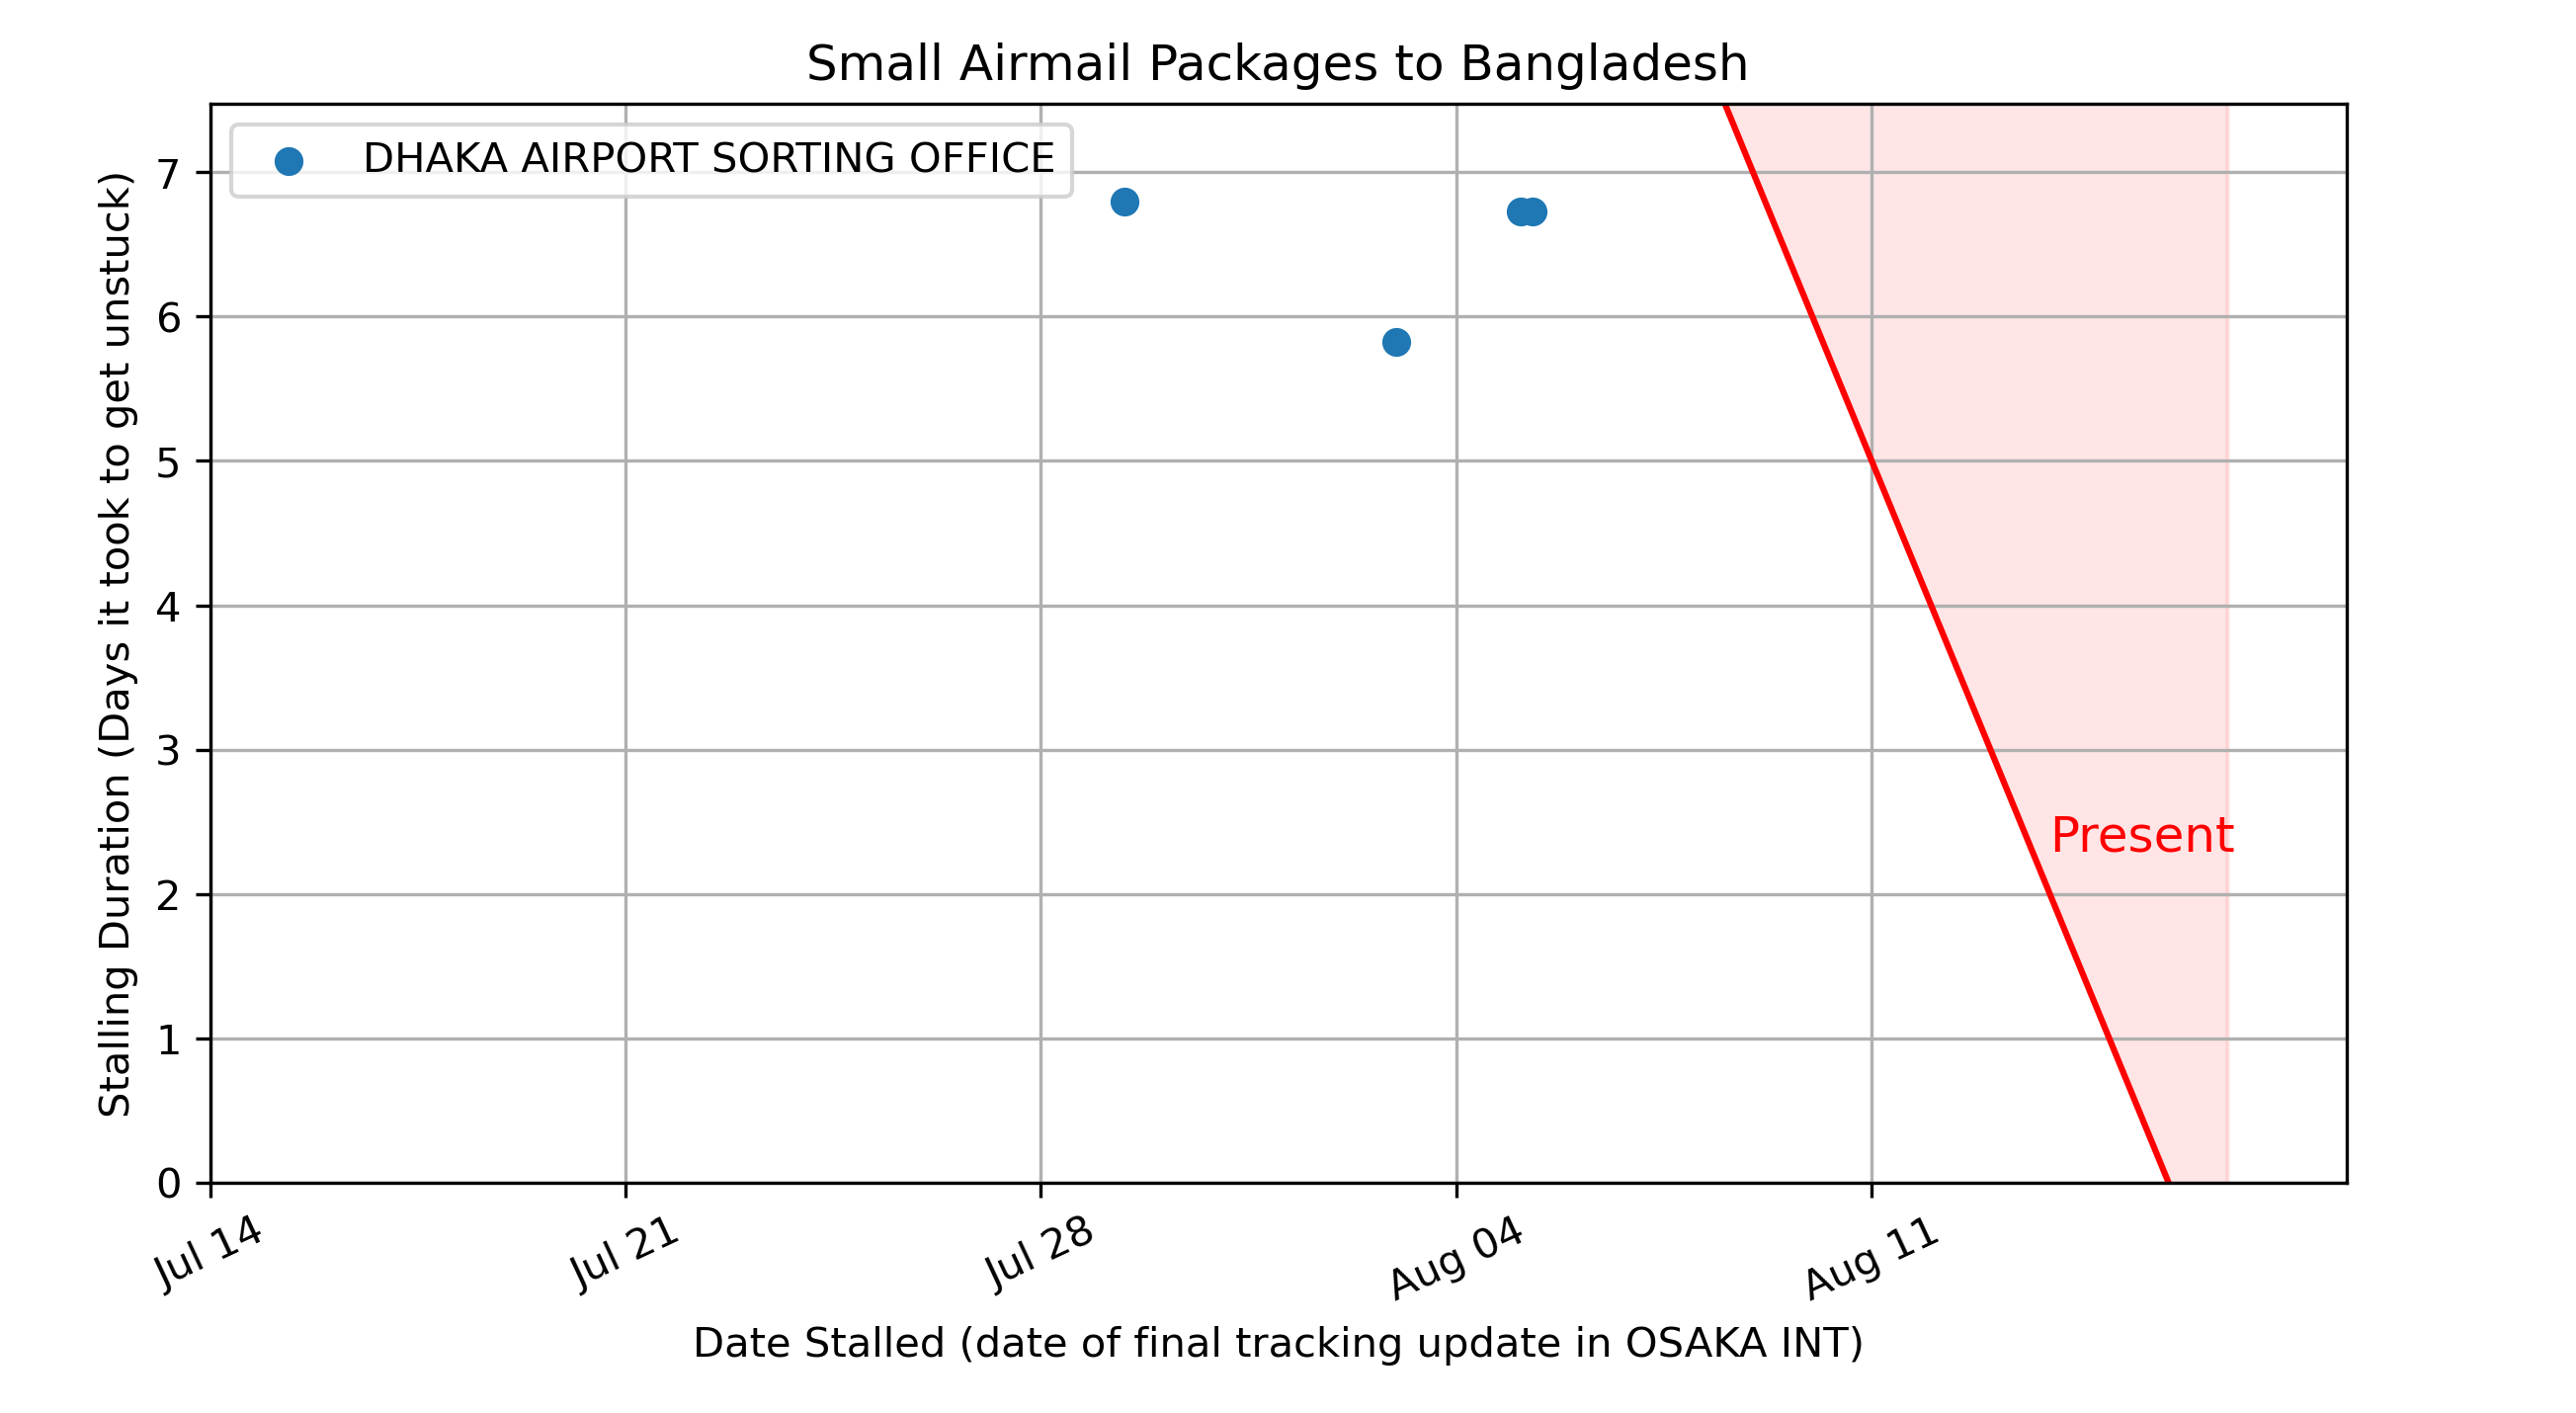 Small Airmail Packages to Bangladesh
DHAKA AIRPORT SORTING OFFICE
Stalling Duration (Days it took to get unstuck)
7
6
5
4
3
2
1
0
Present
Jul 14
Jul 21
Jul 28
Aug 04
Aug 11
Date Stalled (date of final tracking update in OSAKA INT)